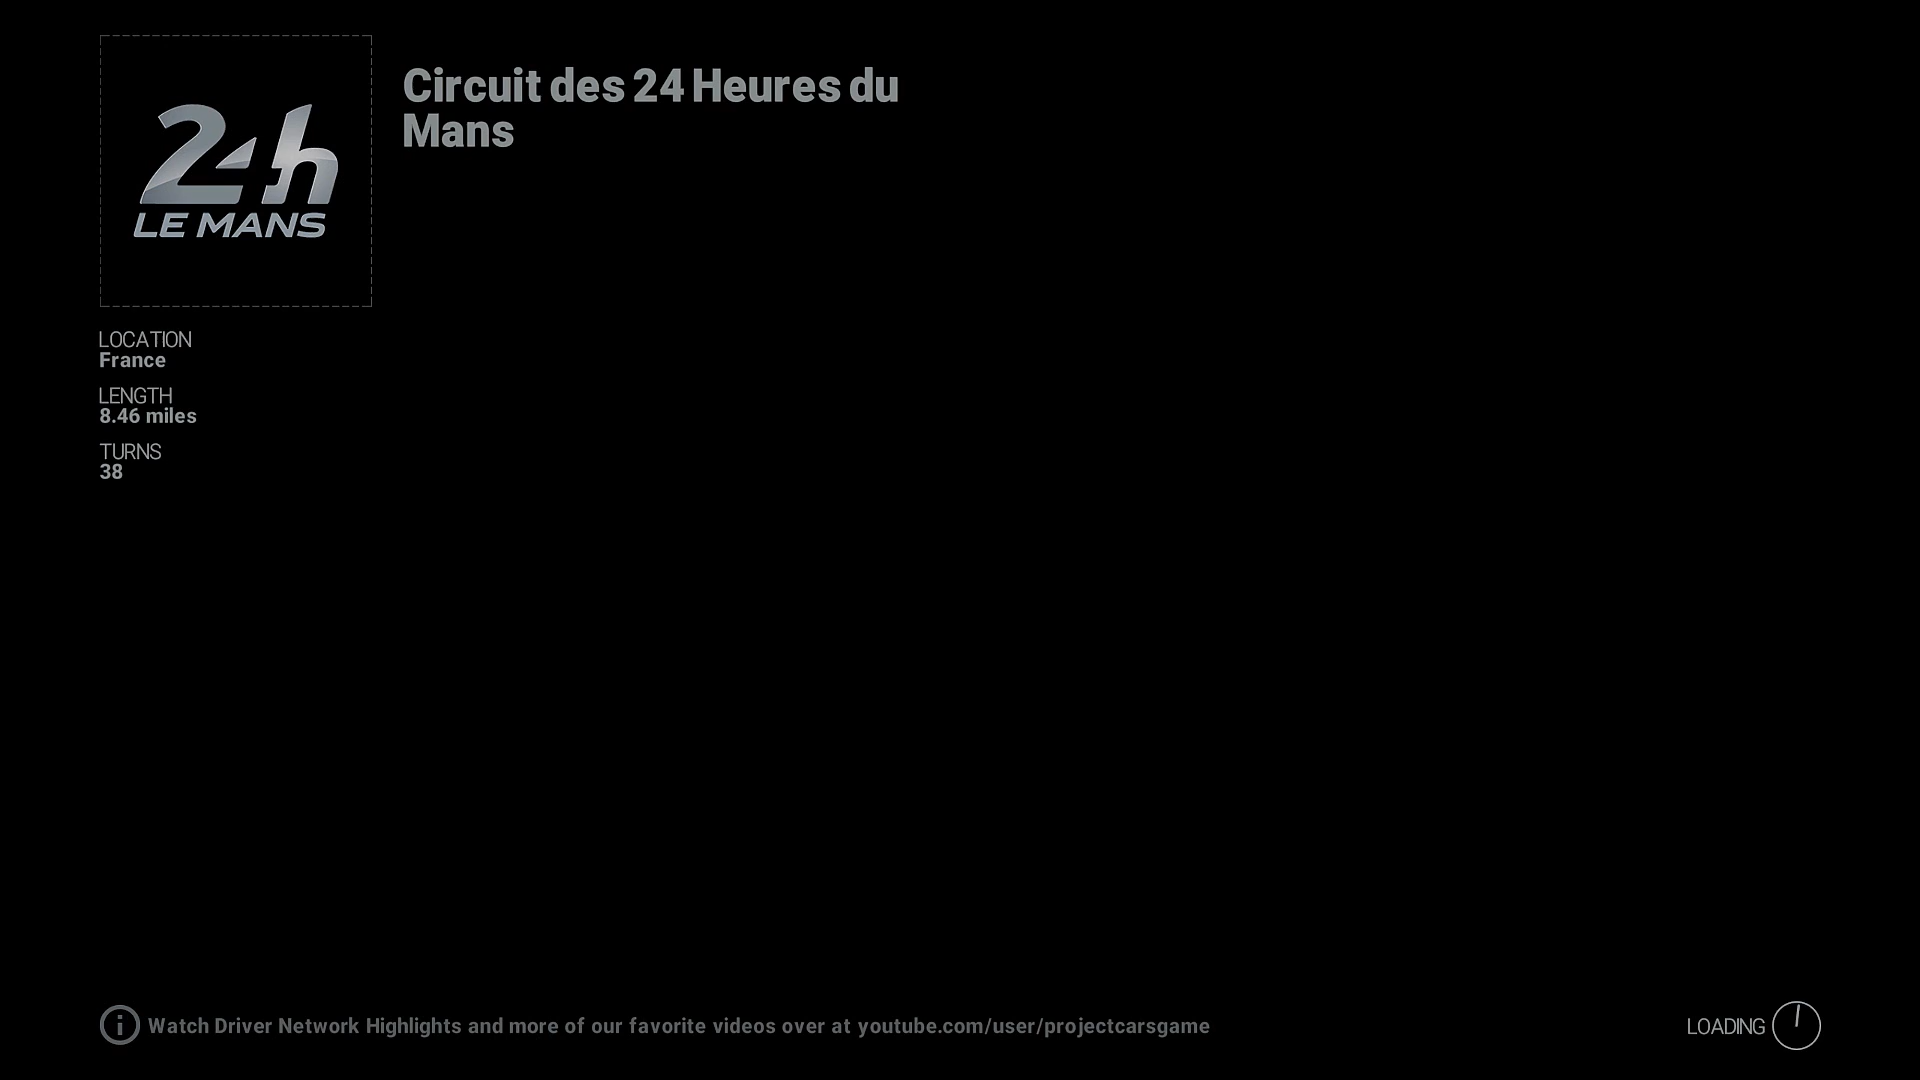 24h
LE MANS
Circuit des 24 Heures du
Mans
LOCATION
France
LENGTH
8.46 miles
TURNS
38
Watch Driver Network Highlights and more of our favorite videos over at youtube.com/user/projectcarsgame
LOADING